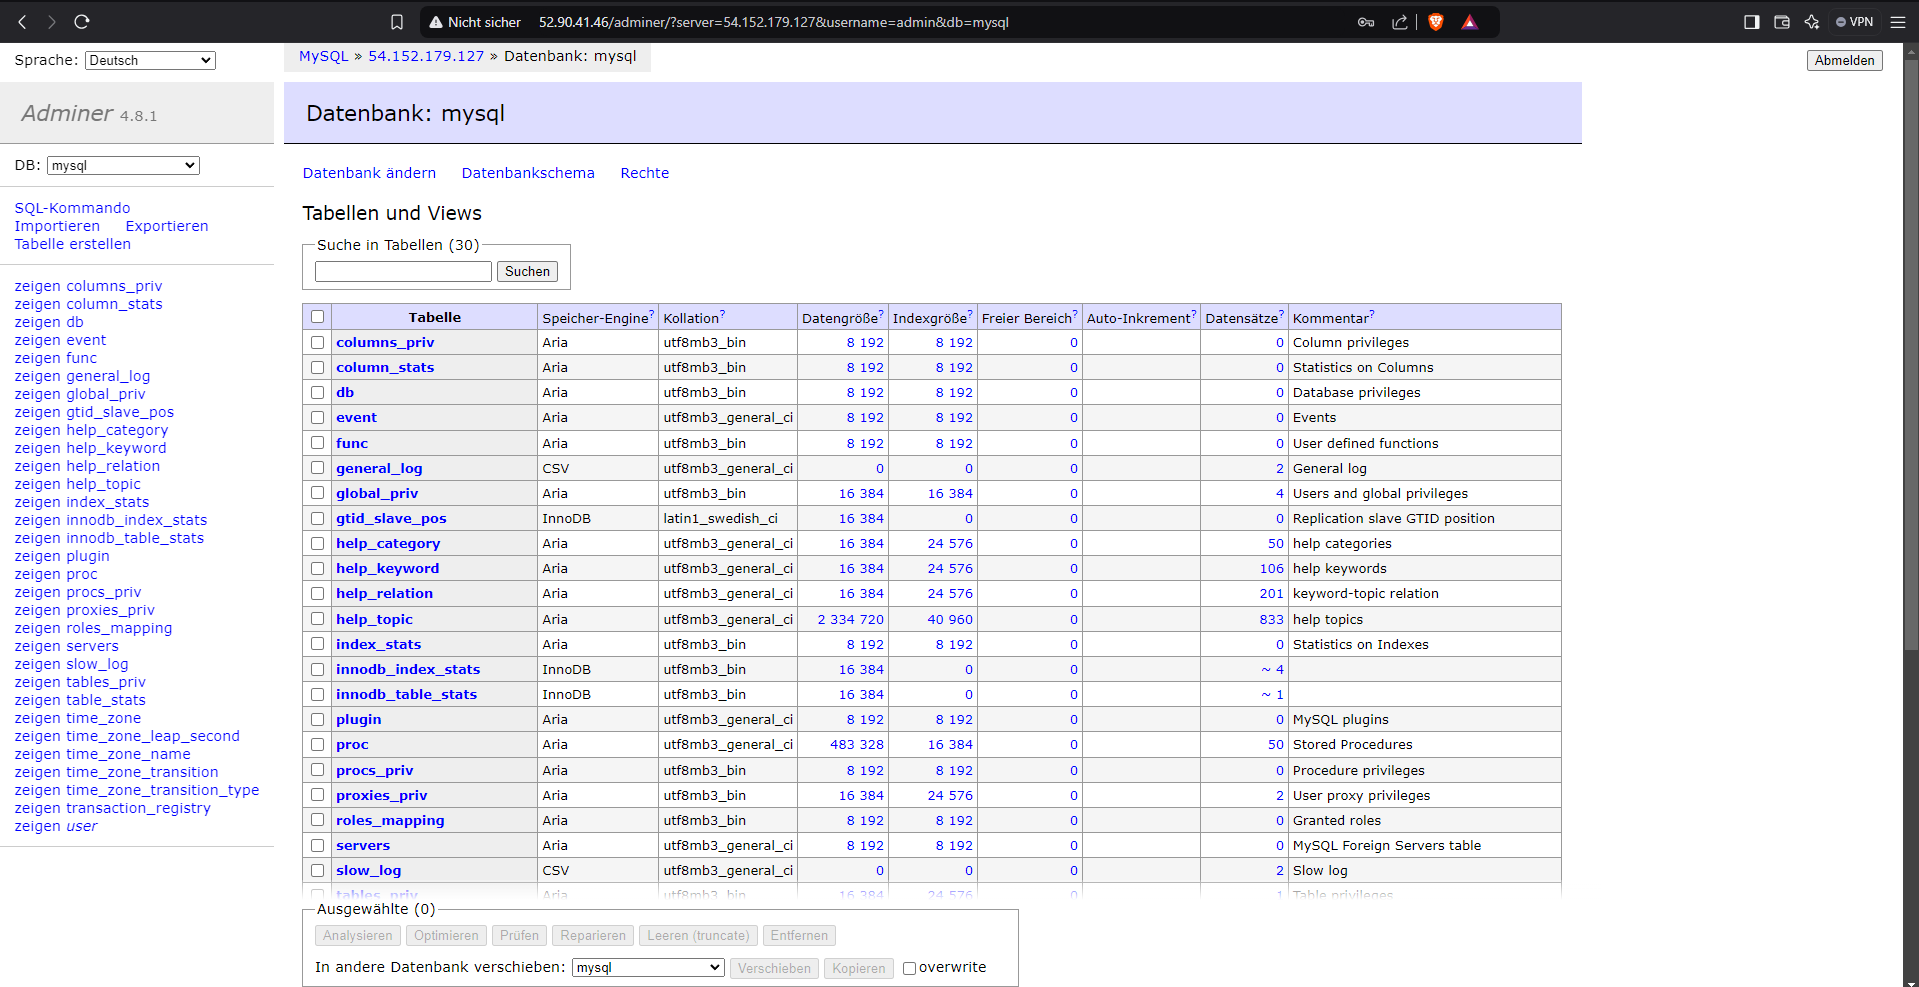 Nicht sicher 52.90.41.46/adminer/?server=54.152.179.127&username=admin&db=mysql
VPN
Sprache: Deutsch
MySQL » 54.152.179.127 » Datenbank: mysql
Abmelden
Adminer 4.8.1
Datenbank: mysql
DB: mysql
SQL-Kommando
Importieren Exportieren
Tabelle erstellen
zeigen columns_priv
zeigen column_stats
zeigen db
zeigen event
zeigen func
zeigen general_log
zeigen global_priv
zeigen gtid_slave_pos
zeigen help_category
zeigen help_keyword
zeigen help_relation
zeigen help_topic
zeigen index_stats
zeigen innodb_index_stats
zeigen innodb_table_stats
zeigen plugin
zeigen proc
zeigen procs_priv
zeigen proxies_priv
zeigen roles_mapping
zeigen servers
zeigen slow_log
zeigen tables_priv
zeigen table_stats
zeigen time_zone
zeigen time_zone_leap_second
zeigen time_zone_name
zeigen time_zone_transition
zeigen time_zone_transition_type
zeigen transaction_registry
zeigen user
Datenbank ändern Datenbankschema Rechte
Tabellen und Views
Suche in Tabellen (30)
Suchen
Tabelle Speicher-Engine? Kollation? Datengröße? Indexgröße? Freier Bereich? Auto-Inkrement? Datensätze? Kommentar?
columns_priv Aria utf8mb3_bin 8 192 8 192 0 0 Column privileges
column_stats Aria utf8mb3_bin 8 192 8 192 0 0 Statistics on Columns
db Aria utf8mb3_bin 8 192 8 192 0 0 Database privileges
event Aria utf8mb3_general_ci 8 192 8 192 0 0 Events
func Aria utf8mb3_bin 8 192 8 192 0 0 User defined functions
general_log CSV utf8mb3_general_ci 0 0 0 2 General log
global_priv Aria utf8mb3_bin 16 384 16 384 0 4 Users and global privileges
gtid_slave_pos InnoDB latin1_swedish_ci 16 384 0 0 0 Replication slave GTID position
help_category Aria utf8mb3_general_ci 16 384 24 576 0 50 help categories
help_keyword Aria utf8mb3_general_ci 16 384 24 576 0 106 help keywords
help_relation Aria utf8mb3_general_ci 16 384 24 576 0 201 keyword-topic relation
help_topic Aria utf8mb3_general_ci 2 334 720 40 960 0 833 help topics
index_stats Aria utf8mb3_bin 8 192 8 192 0 0 Statistics on Indexes
innodb_index_stats InnoDB utf8mb3_bin 16 384 0 0 ~ 4
innodb_table_stats InnoDB utf8mb3_bin 16 384 0 0 ~ 1
plugin Aria utf8mb3_general_ci 8 192 8 192 0 0 MySQL plugins
proc Aria utf8mb3_general_ci 483 328 16 384 0 50 Stored Procedures
procs_priv Aria utf8mb3_bin 8 192 8 192 0 0 Procedure privileges
proxies_priv Aria utf8mb3_bin 16 384 24 576 0 2 User proxy privileges
roles_mapping Aria utf8mb3_bin 8 192 8 192 0 0 Granted roles
servers Aria utf8mb3_general_ci 8 192 8 192 0 0 MySQL Foreign Servers table
slow_log CSV utf8mb3_general_ci 0 0 0 2 Slow log
tables_priv Aria utf8mb3_bin 16 384 24 576 0 1 Table privileges
Ausgewählte (0)
Analysieren Optimieren Prüfen Reparieren Leeren (truncate) Entfernen
In andere Datenbank verschieben: mysql Verschieben Kopieren overwrite